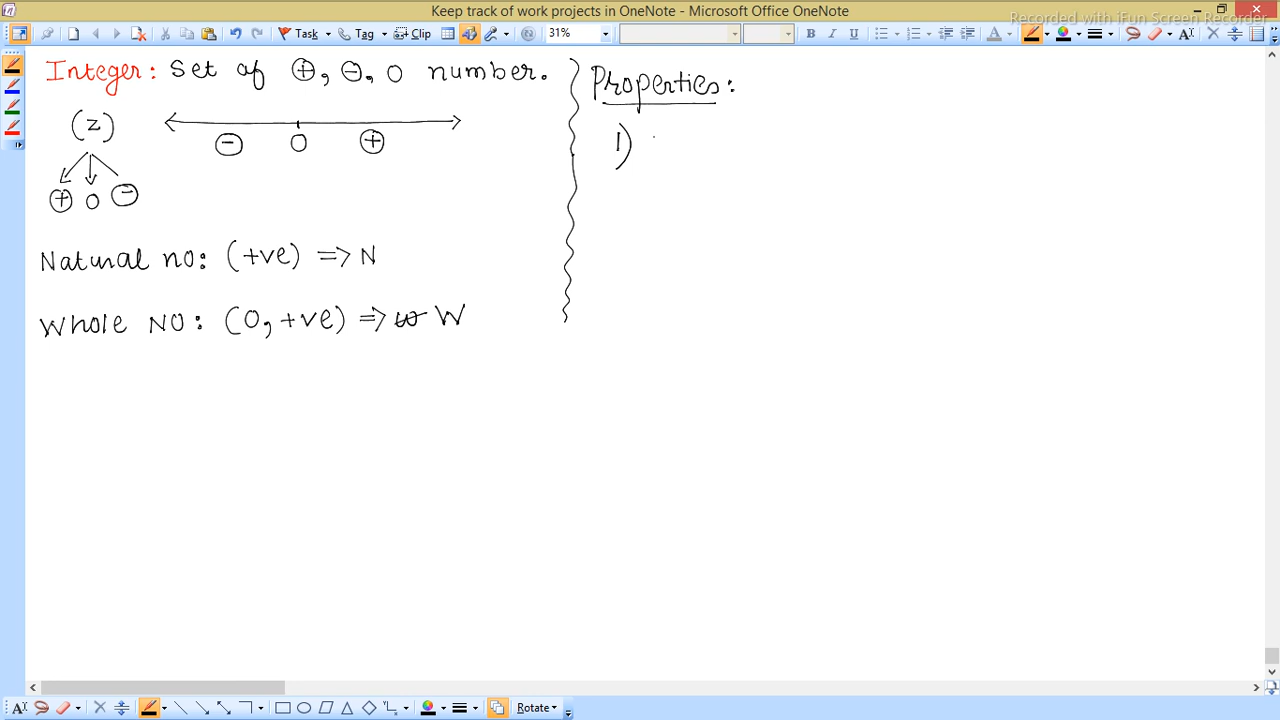 Keep track of work projects in OneNote - Microsoft Office OneNote
Recorded with iFun Screen Recorder
Task Tag Clip 31% B I U A
Integer: Set of ⊕, ⊖, 0 number.
(Z)
⊖ 0 ⊕
⊕ 0 ⊖
Natural no: (+ve) => N
Whole NO: (0, +ve) => W
Properties:
1)
Rotate